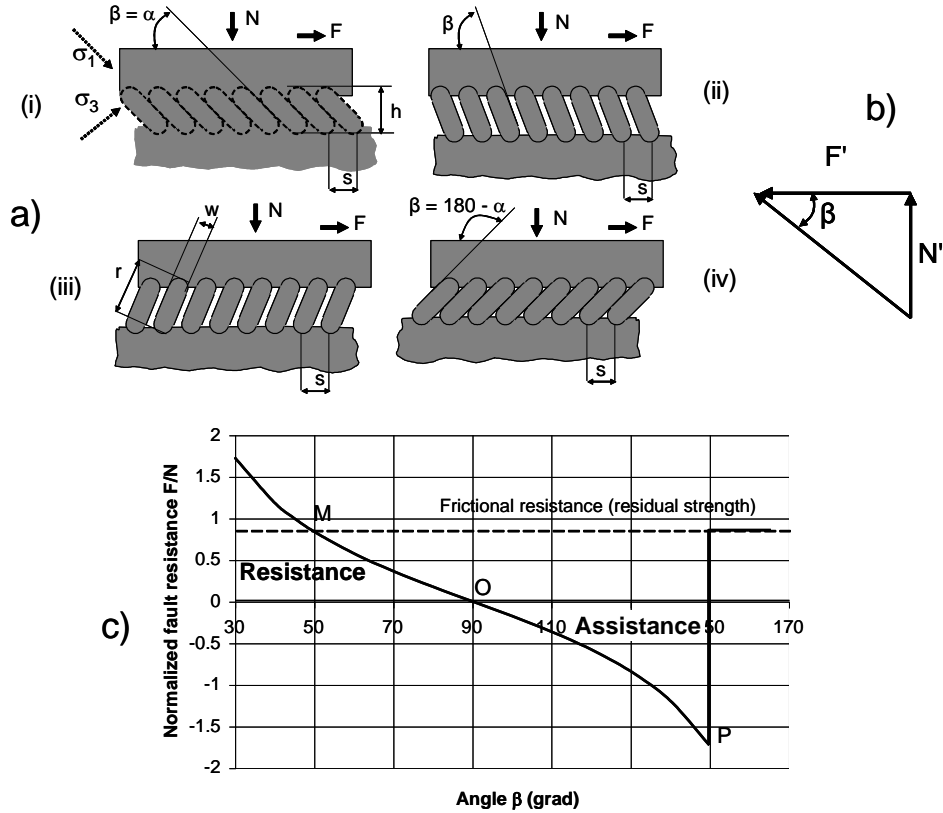 β = α
N
F
σ1
(i)
σ3
h
s
β
N
F
(ii)
s
b)
F'
β
N'
a)
w
N
F
r
(iii)
s
β = 180 - α
N
F
(iv)
s
c)
Normalized fault resistance F/N
2
1.5
1
0.5
0
-0.5
-1
-1.5
-2
M
Frictional resistance (residual strength)
Resistance
O
30 50 70 90 110 Assistance 50 170
P
Angle β (grad)